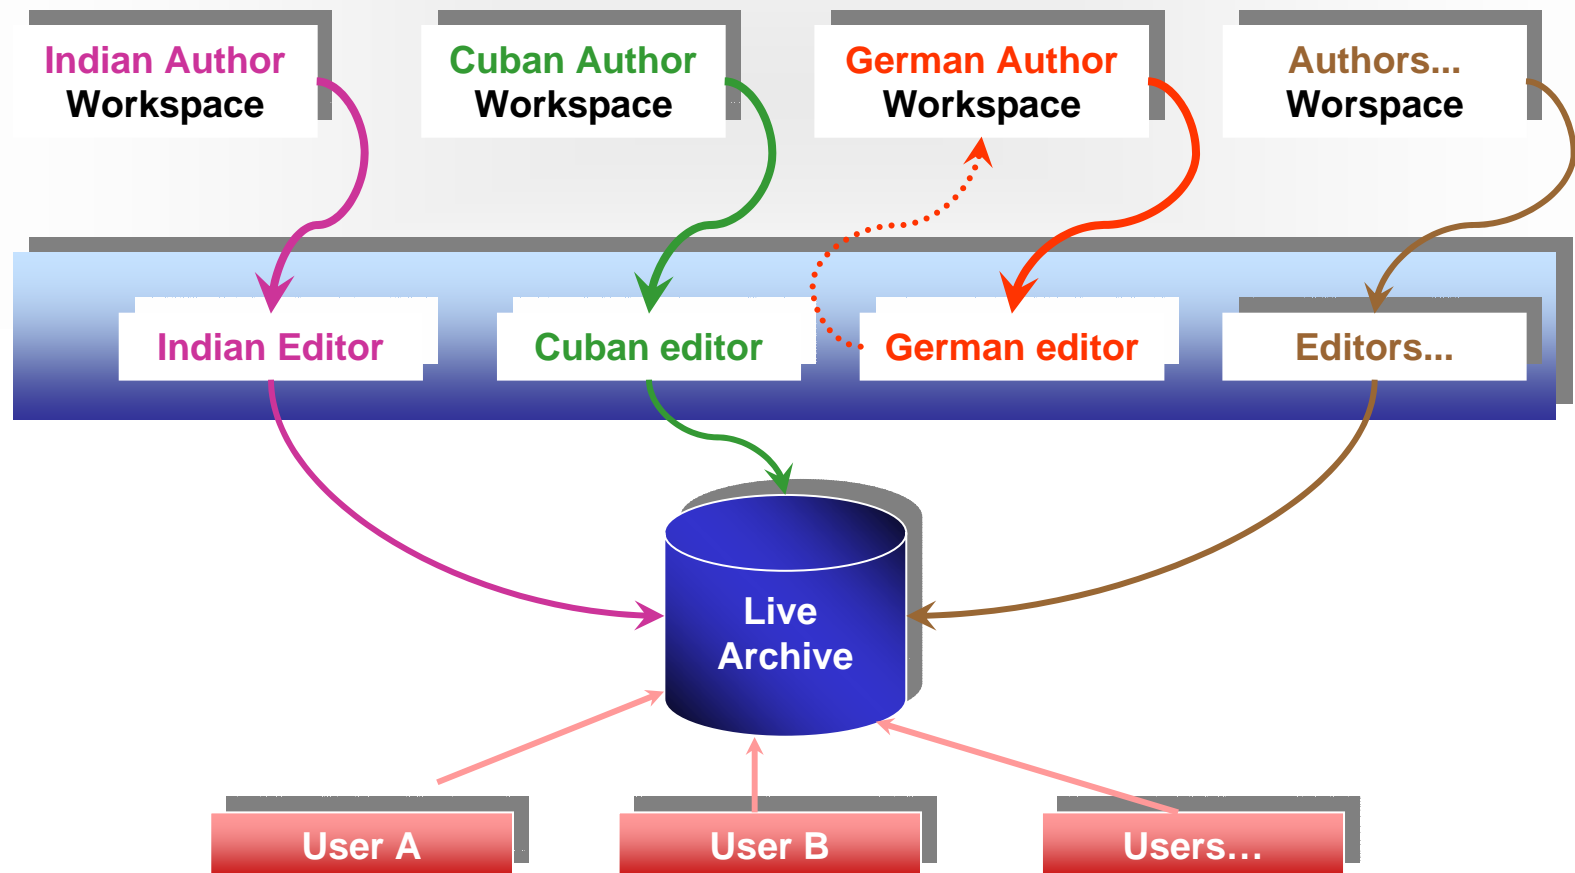 Indian Author
Workspace
Cuban Author
Workspace
German Author
Workspace
Authors...
Worspace
Indian Editor
Cuban editor
German editor
Editors...
Live
Archive
User A
User B
Users…